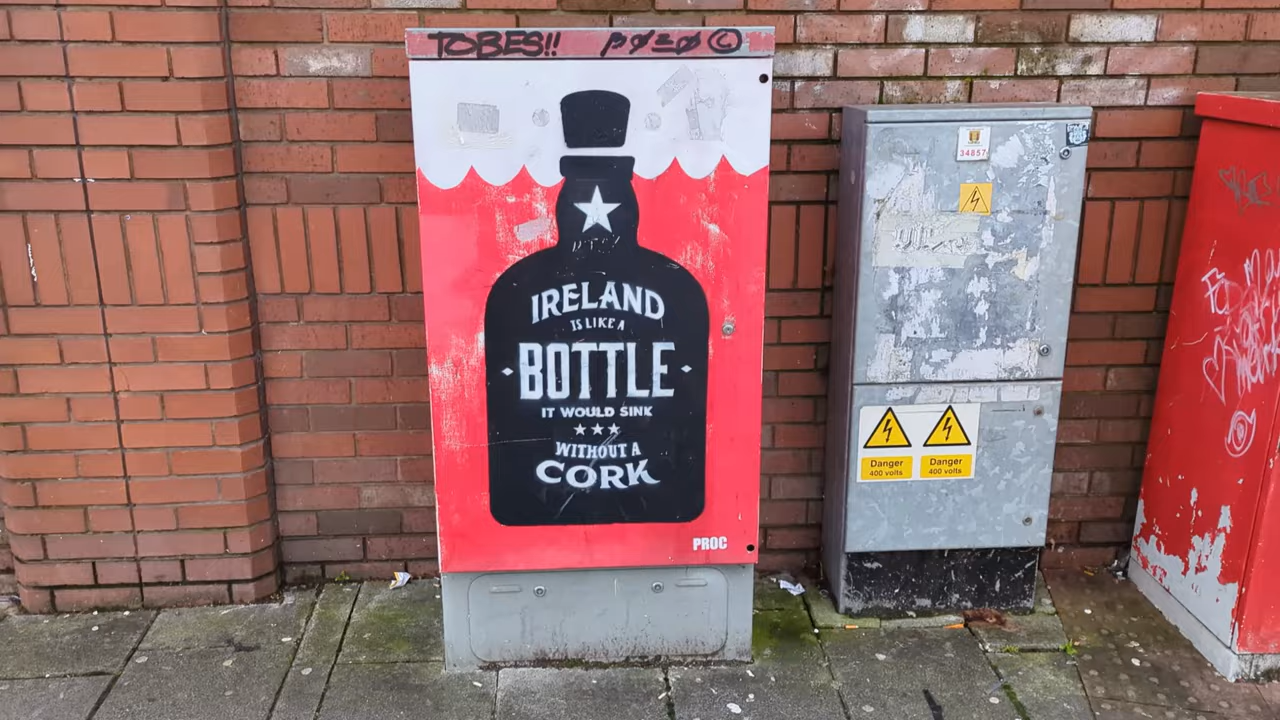 TOBES!!
IRELAND
IS LIKE A
BOTTLE
IT WOULD SINK
WITHOUT A
CORK
PROC
34857
Danger
400 volts
Danger
400 volts